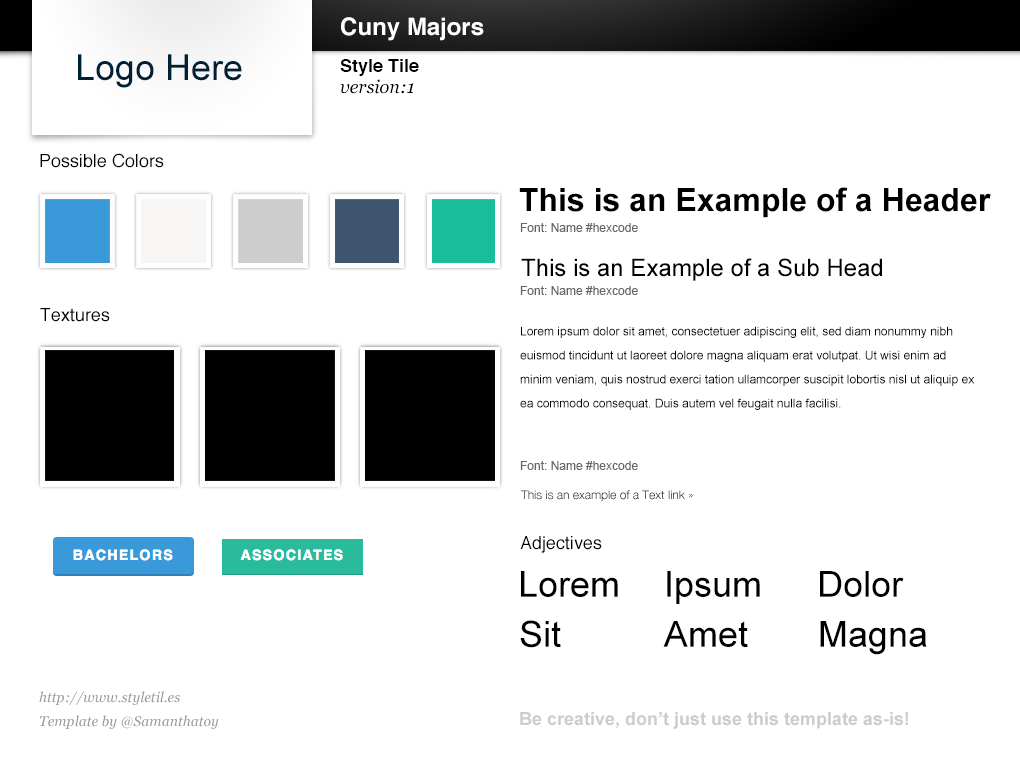 Cuny Majors
Logo Here
Style Tile
version:1
Possible Colors
This is an Example of a Header
Font: Name #hexcode
This is an Example of a Sub Head
Font: Name #hexcode
Textures
Lorem ipsum dolor sit amet, consectetuer adipiscing elit, sed diam nonummy nibh
euismod tincidunt ut laoreet dolore magna aliquam erat volutpat. Ut wisi enim ad
minim veniam, quis nostrud exerci tation ullamcorper suscipit lobortis nisl ut aliquip ex
ea commodo consequat. Duis autem vel feugait nulla facilisi.
Font: Name #hexcode
This is an example of a Text link »
BACHELORS
ASSOCIATES
Adjectives
Lorem Ipsum Dolor
Sit Amet Magna
http://www.styletil.es
Template by @Samanthatoy
Be creative, don’t just use this template as-is!